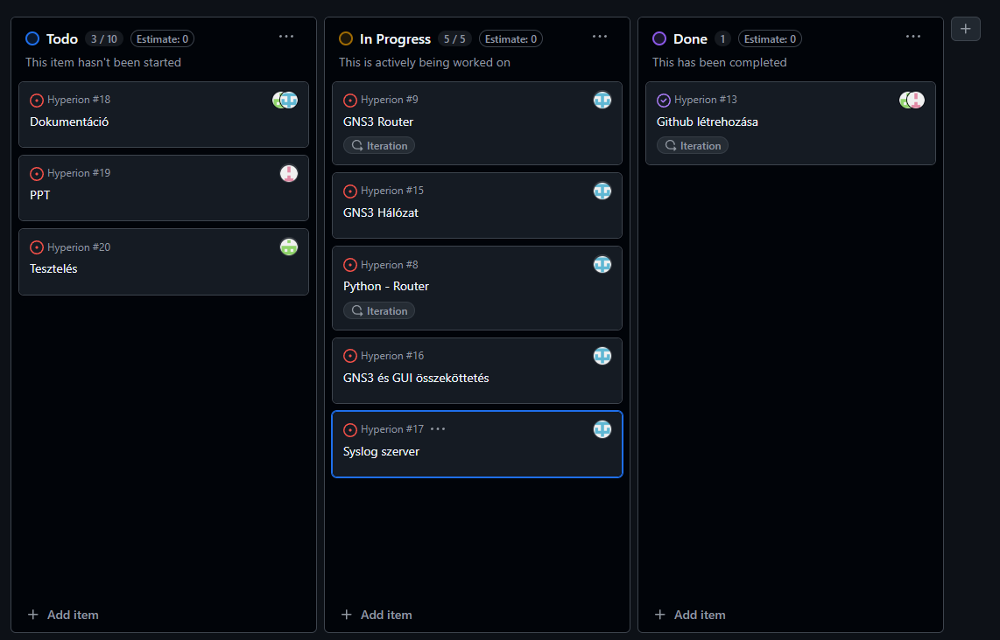 Todo 3 / 10 Estimate: 0 ...
This item hasn't been started
Hyperion #18
Dokumentáció
Hyperion #19
PPT
Hyperion #20
Tesztelés
+ Add item
In Progress 5 / 5 Estimate: 0 ...
This is actively being worked on
Hyperion #9
GNS3 Router
Iteration
Hyperion #15
GNS3 Hálózat
Hyperion #8
Python - Router
Iteration
Hyperion #16
GNS3 és GUI összeköttetés
Hyperion #17 ...
Syslog szerver
+ Add item
Done 1 Estimate: 0 ...
This has been completed
Hyperion #13
Github létrehozása
Iteration
+ Add item
+